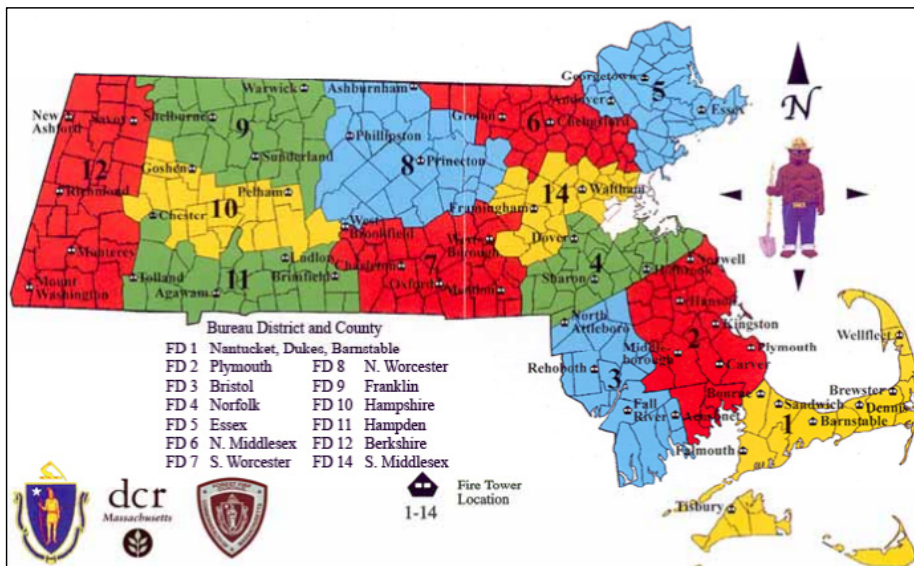 Georgetown
Ashburnham
Warwick
Andover
5
Essex
N
New
Ashford
Savoy
Shelburne
9
Groton
6
Chelmsford
Phillipston
Sunderland
8
Princeton
Goshen
12
Richmond
Pelham
14
Waltham
Chester
10
Framingham
West
Brookfield
Dover
West-
Borough
Norwell
Monterey
Ludlow
Charleton
7
4
Holbrook
Tolland
11
Brimfield
Sharon
Mount
Washington
Agawam
Oxford
Mendon
Hanson
Bureau District and County
North
Attleboro
Kingston
FD 1 Nantucket, Dukes, Barnstable
FD 2 Plymouth FD 8 N. Worcester
FD 3 Bristol FD 9 Franklin
FD 4 Norfolk FD 10 Hampshire
FD 5 Essex FD 11 Hampden
FD 6 N. Middlesex FD 12 Berkshire
FD 7 S. Worcester FD 14 S. Middlesex
Wellfleet
2
Middle-
borough
Plymouth
Rehoboth
3
Carver
Brewster
Bourne
Sandwich
Dennis
Fall
River
Acushnet
1
Barnstable
Falmouth
Tisbury
dcr
Massachusetts
1-14
Fire Tower
Location